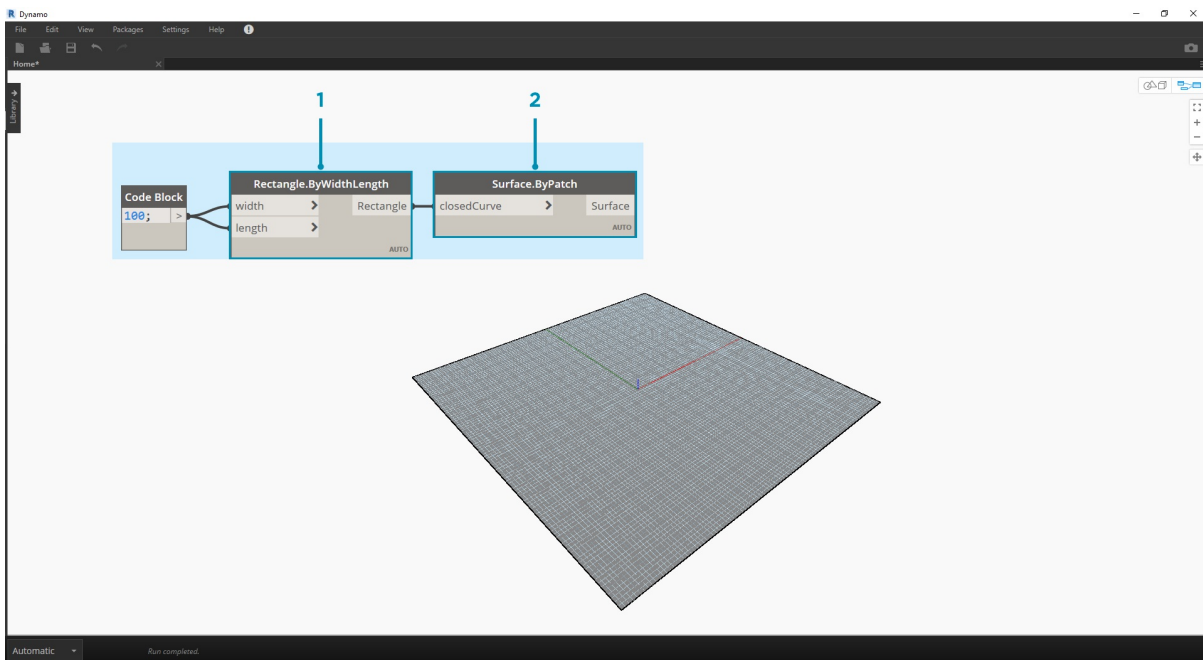 Dynamo
File Edit View Packages Settings Help !
Home*
Library
1 2
Code Block
100; >
Rectangle.ByWidthLength
width > Rectangle
length >
AUTO
Surface.ByPatch
closedCurve > Surface
AUTO
Automatic Run completed.